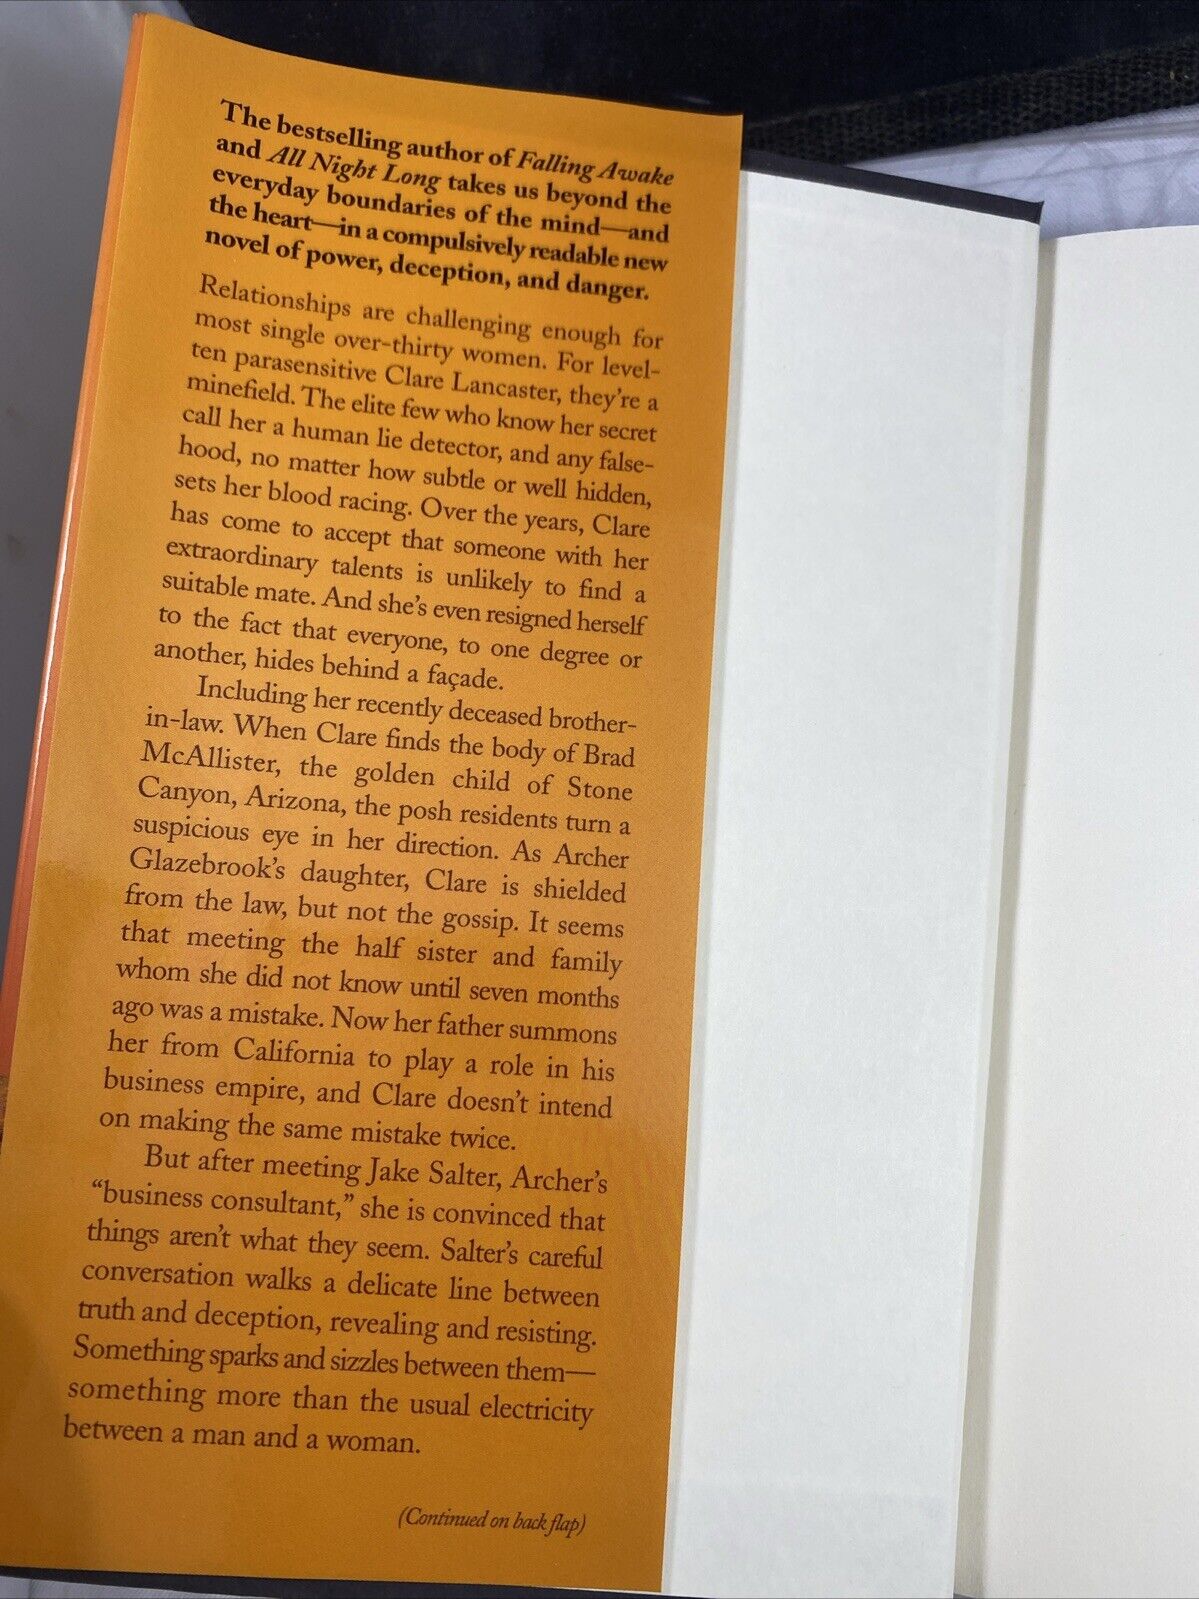 The bestselling author of Falling Awake
and All Night Long takes us beyond the
everyday boundaries of the mind—and
the heart—in a compulsively readable new
novel of power, deception, and danger.
Relationships are challenging enough for
most single over-thirty women. For level-
ten parasensitive Clare Lancaster, they're a
minefield. The elite few who know her secret
call her a human lie detector, and any false-
hood, no matter how subtle or well hidden,
sets her blood racing. Over the years, Clare
has come to accept that someone with her
extraordinary talents is unlikely to find a
suitable mate. And she's even resigned herself
to the fact that everyone, to one degree or
another, hides behind a façade.
Including her recently deceased brother-
in-law. When Clare finds the body of Brad
McAllister, the golden child of Stone
Canyon, Arizona, the posh residents turn a
suspicious eye in her direction. As Archer
Glazebrook's daughter, Clare is shielded
from the law, but not the gossip. It seems
that meeting the half sister and family
whom she did not know until seven months
ago was a mistake. Now her father summons
her from California to play a role in his
business empire, and Clare doesn't intend
on making the same mistake twice.
But after meeting Jake Salter, Archer's
“business consultant,” she is convinced that
things aren't what they seem. Salter's careful
conversation walks a delicate line between
truth and deception, revealing and resisting.
Something sparks and sizzles between them—
something more than the usual electricity
between a man and a woman.
(Continued on back flap)